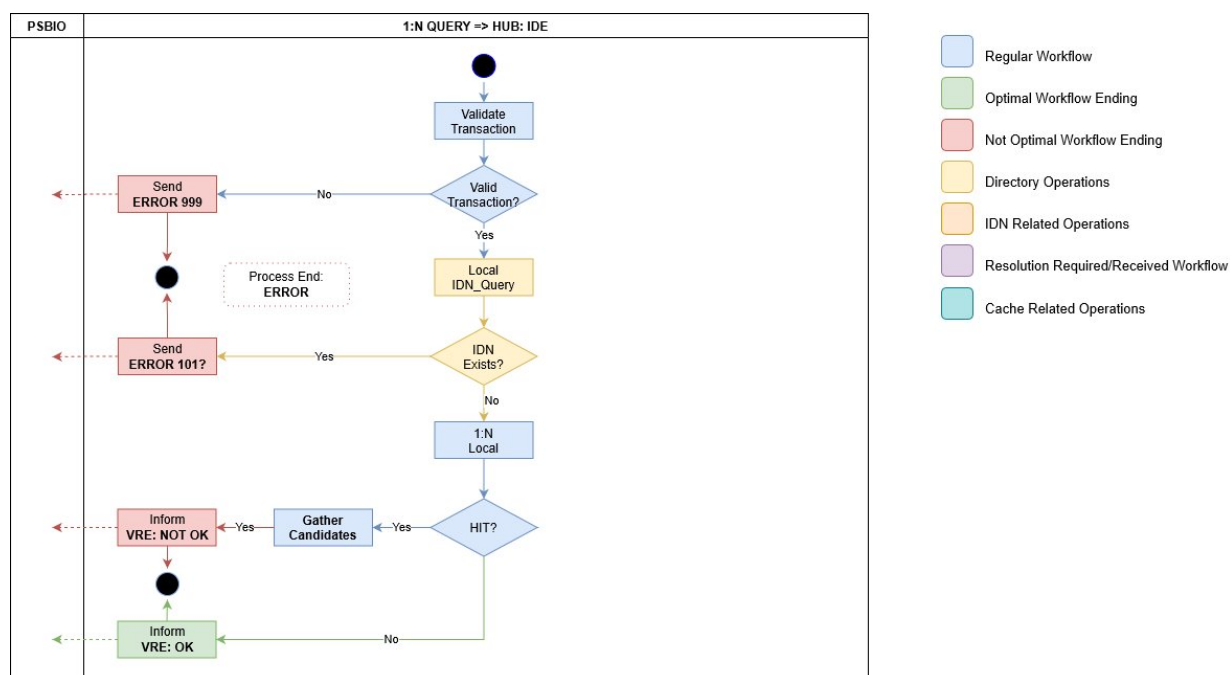 PSBIO
1:N QUERY => HUB: IDE
Validate
Transaction
Valid
Transaction?
No
Send
ERROR 999
Yes
Local
IDN_Query
Process End:
ERROR
IDN
Exists?
Yes
Send
ERROR 101?
No
1:N
Local
HIT?
Yes
Gather
Candidates
Yes
Inform
VRE: NOT OK
No
Inform
VRE: OK
Regular Workflow
Optimal Workflow Ending
Not Optimal Workflow Ending
Directory Operations
IDN Related Operations
Resolution Required/Received Workflow
Cache Related Operations